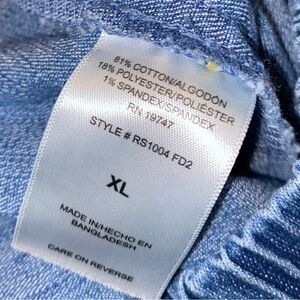 81% COTTON/ALGODÓN
18% POLYESTER/POLIÉSTER
1% SPANDEX/SPANDEX
RN 19747
STYLE # RS1004 FD2
XL
MADE IN/HECHO EN
BANGLADESH
CARE ON REVERSE